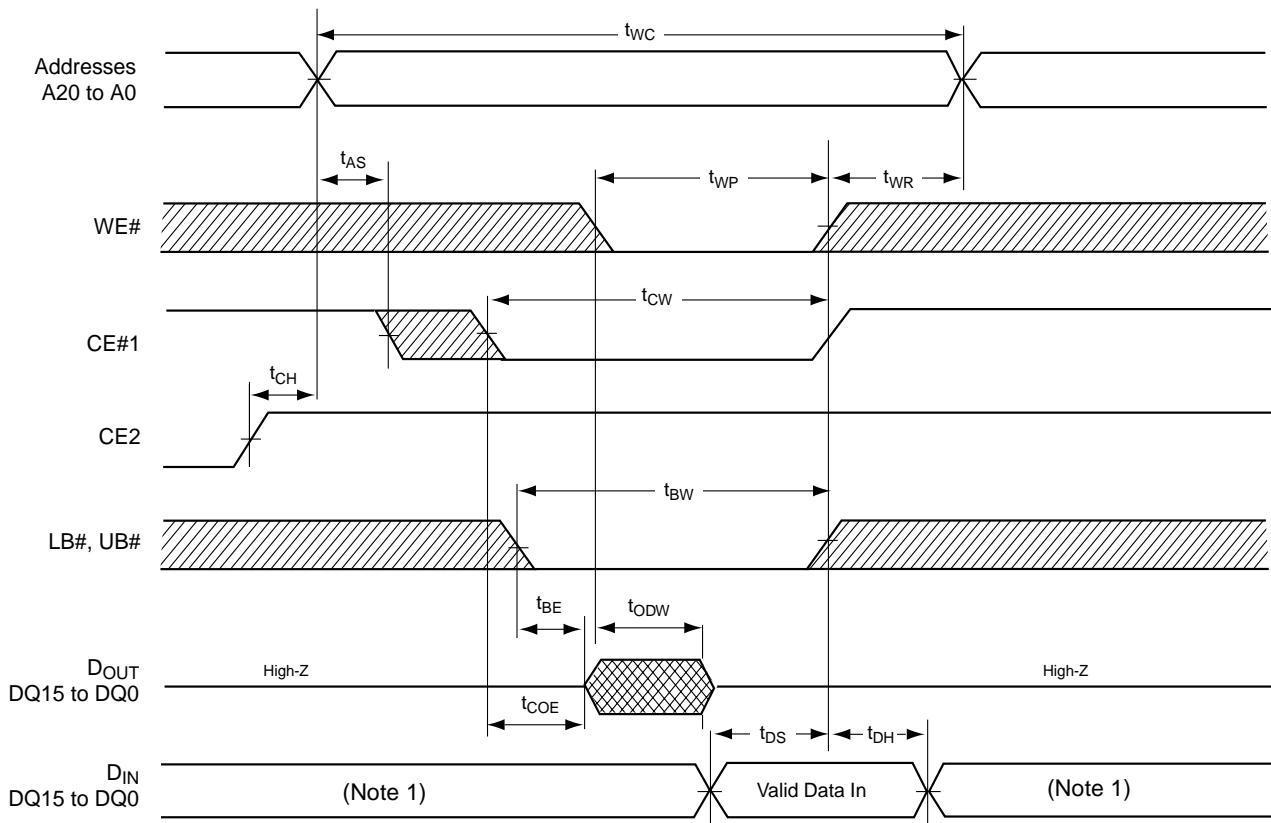 tWC
Addresses
A20 to A0
tAS
tWP
tWR
WE#
tCW
CE#1
tCH
CE2
tBW
LB#, UB#
tBE
tODW
DOUT
DQ15 to DQ0
High-Z
High-Z
tCOE
tDS
tDH
DIN
DQ15 to DQ0
(Note 1)
Valid Data In
(Note 1)